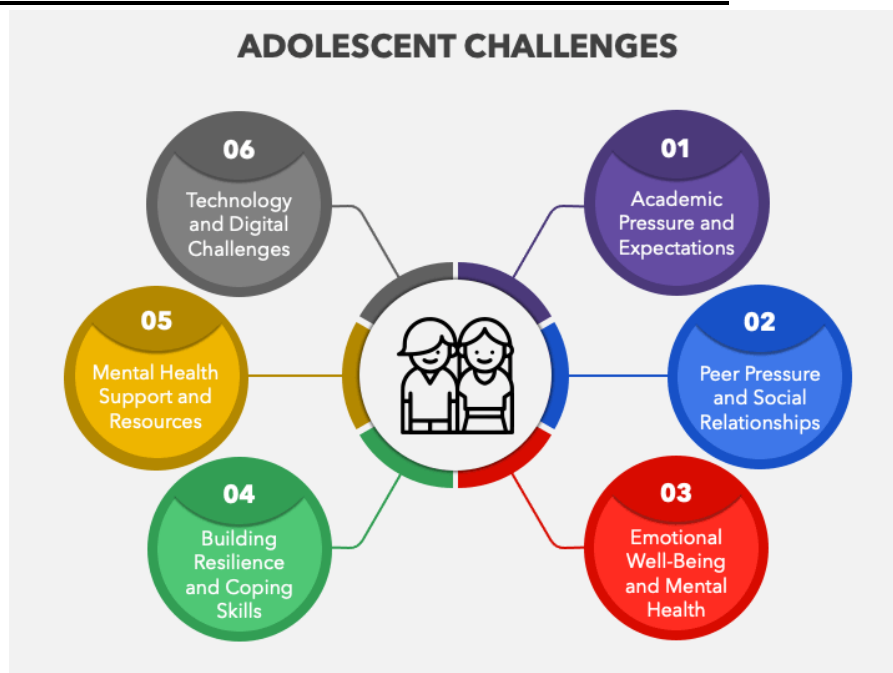 ADOLESCENT CHALLENGES
01
Academic
Pressure and
Expectations
02
Peer Pressure
and Social
Relationships
03
Emotional
Well-Being
and Mental
Health
04
Building
Resilience
and Coping
Skills
05
Mental Health
Support and
Resources
06
Technology
and Digital
Challenges